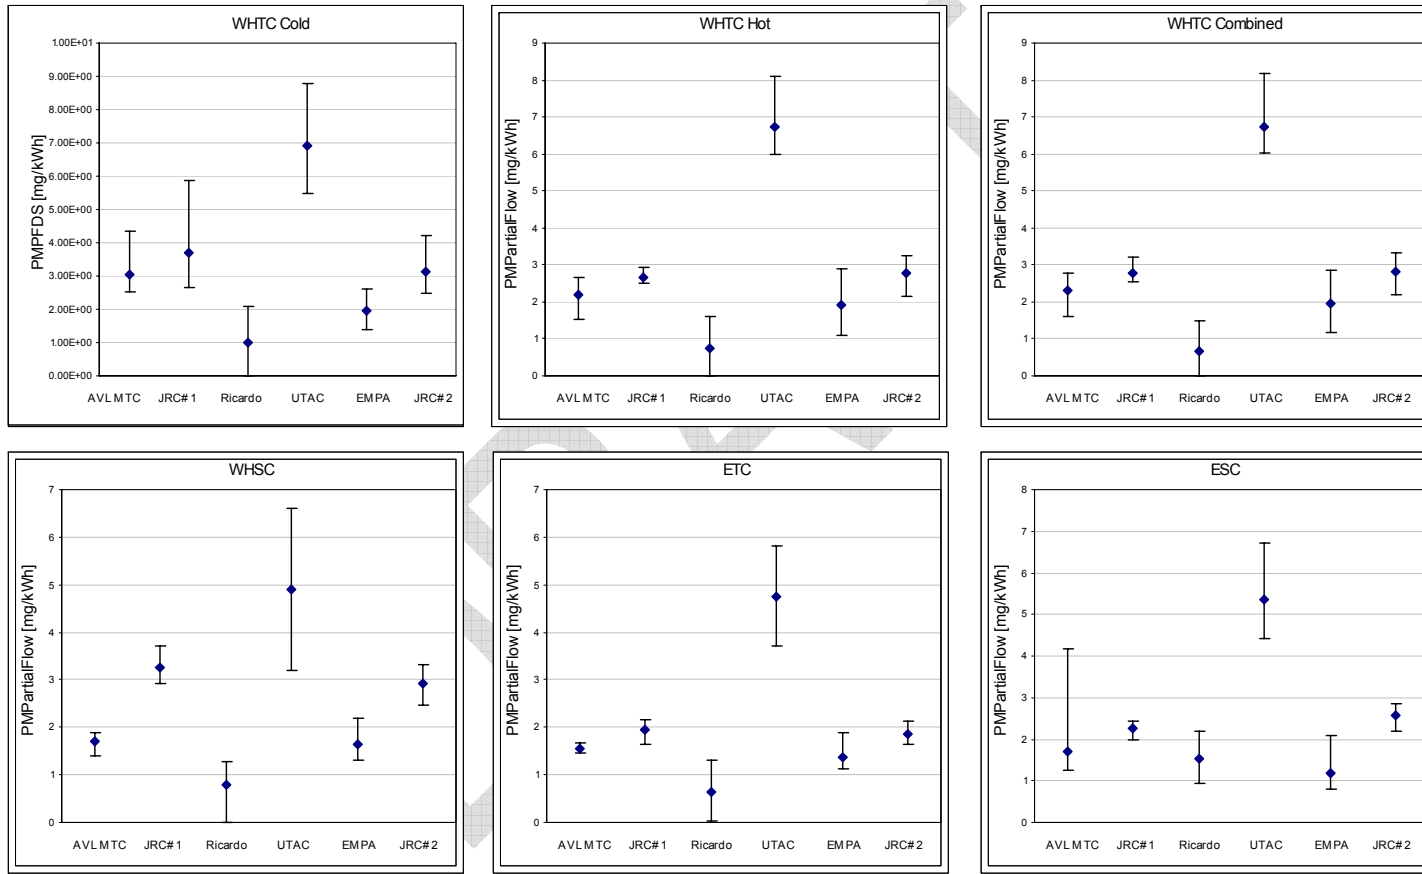 WHTC Cold
PMPFDS [mg/kWh]
1.00E+01
9.00E+00
8.00E+00
7.00E+00
6.00E+00
5.00E+00
4.00E+00
3.00E+00
2.00E+00
1.00E+00
0.00E+00
AVL MTC JRC#1 Ricardo UTAC EMPA JRC#2
WHTC Hot
PMPartialFlow [mg/kWh]
9
8
7
6
5
4
3
2
1
0
AVL MTC JRC#1 Ricardo UTAC EMPA JRC#2
WHTC Combined
PMPartialFlow [mg/kWh]
9
8
7
6
5
4
3
2
1
0
AVL MTC JRC#1 Ricardo UTAC EMPA JRC#2
WHSC
PMPartialFlow [mg/kWh]
7
6
5
4
3
2
1
0
AVL MTC JRC#1 Ricardo UTAC EMPA JRC#2
ETC
PMPartialFlow [mg/kWh]
7
6
5
4
3
2
1
0
AVL MTC JRC#1 Ricardo UTAC EMPA JRC#2
ESC
PMPartialFlow [mg/kWh]
8
7
6
5
4
3
2
1
0
AVL MTC JRC#1 Ricardo UTAC EMPA JRC#2